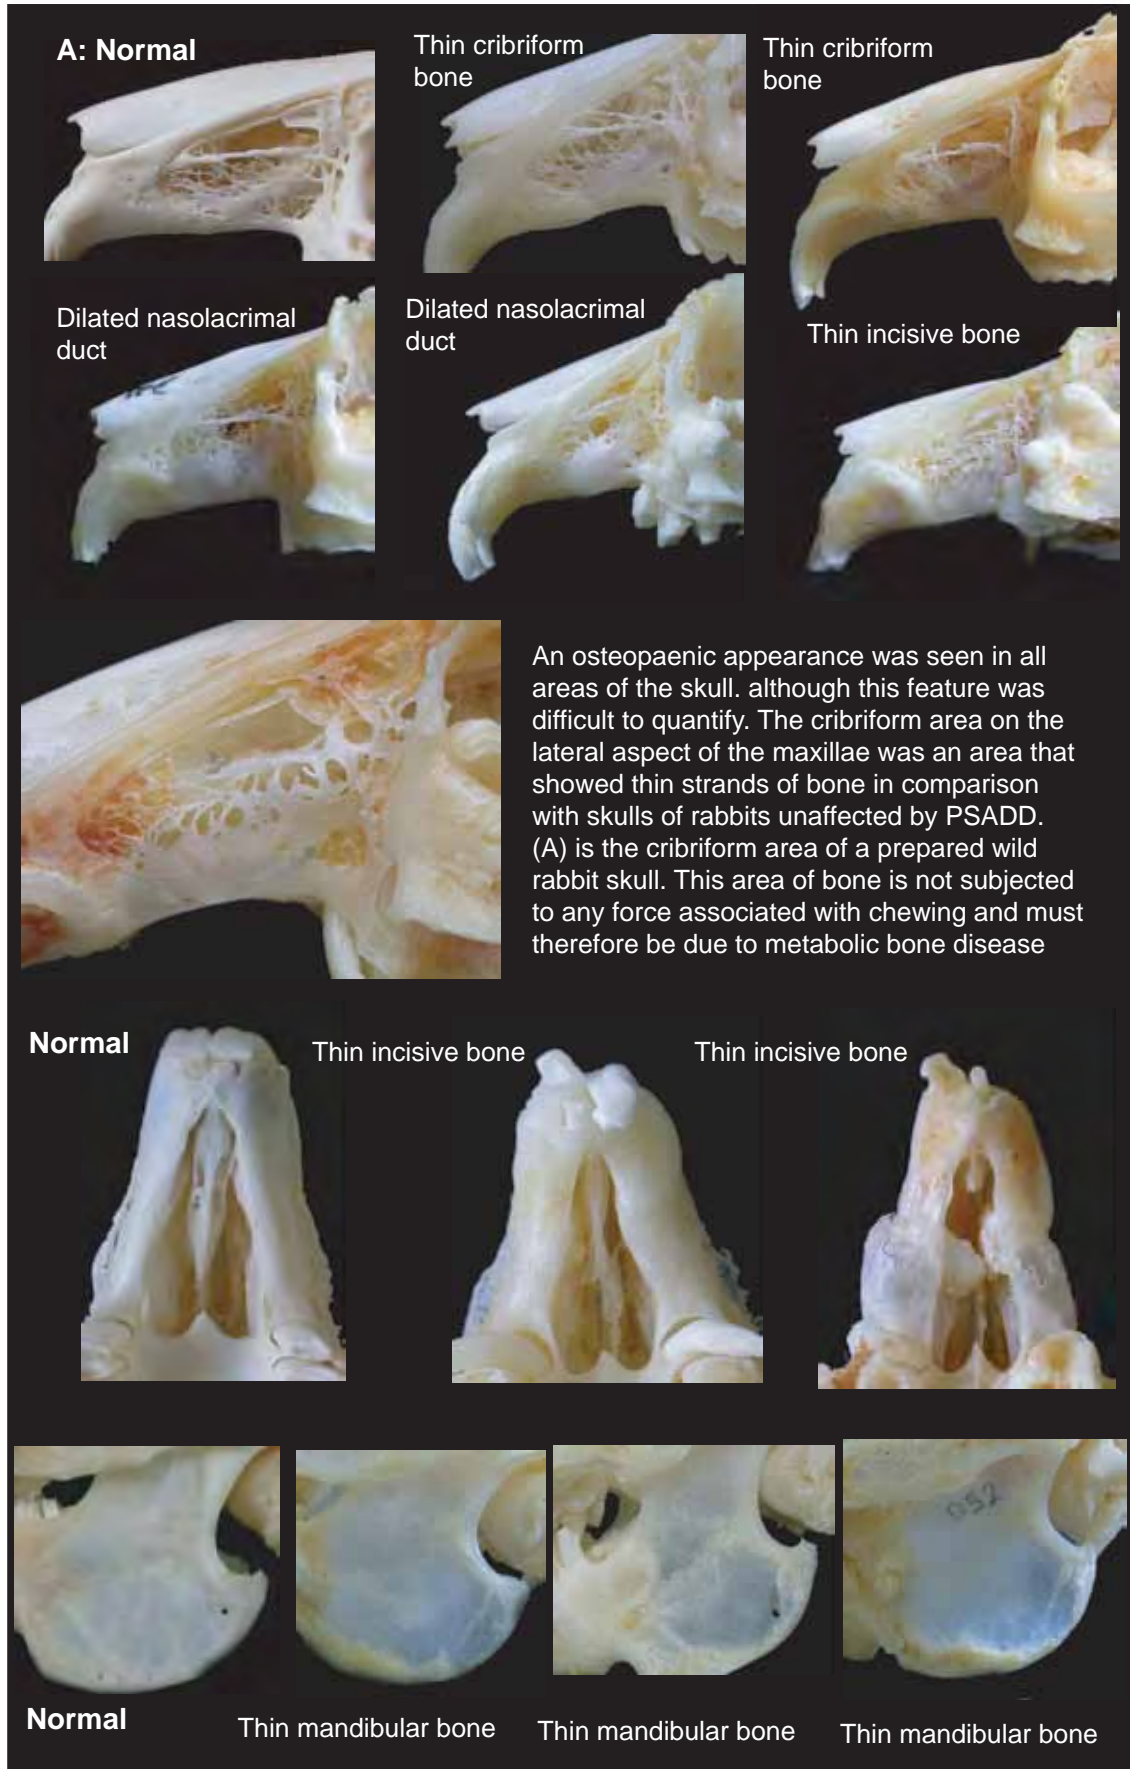 A: Normal
Thin cribriform
bone
Thin cribriform
bone
Dilated nasolacrimal
duct
Dilated nasolacrimal
duct
Thin incisive bone
An osteopaenic appearance was seen in all
areas of the skull. although this feature was
difficult to quantify. The cribriform area on the
lateral aspect of the maxillae was an area that
showed thin strands of bone in comparison
with skulls of rabbits unaffected by PSADD.
(A) is the cribriform area of a prepared wild
rabbit skull. This area of bone is not subjected
to any force associated with chewing and must
therefore be due to metabolic bone disease
Normal
Thin incisive bone
Thin incisive bone
052
Normal
Thin mandibular bone
Thin mandibular bone
Thin mandibular bone